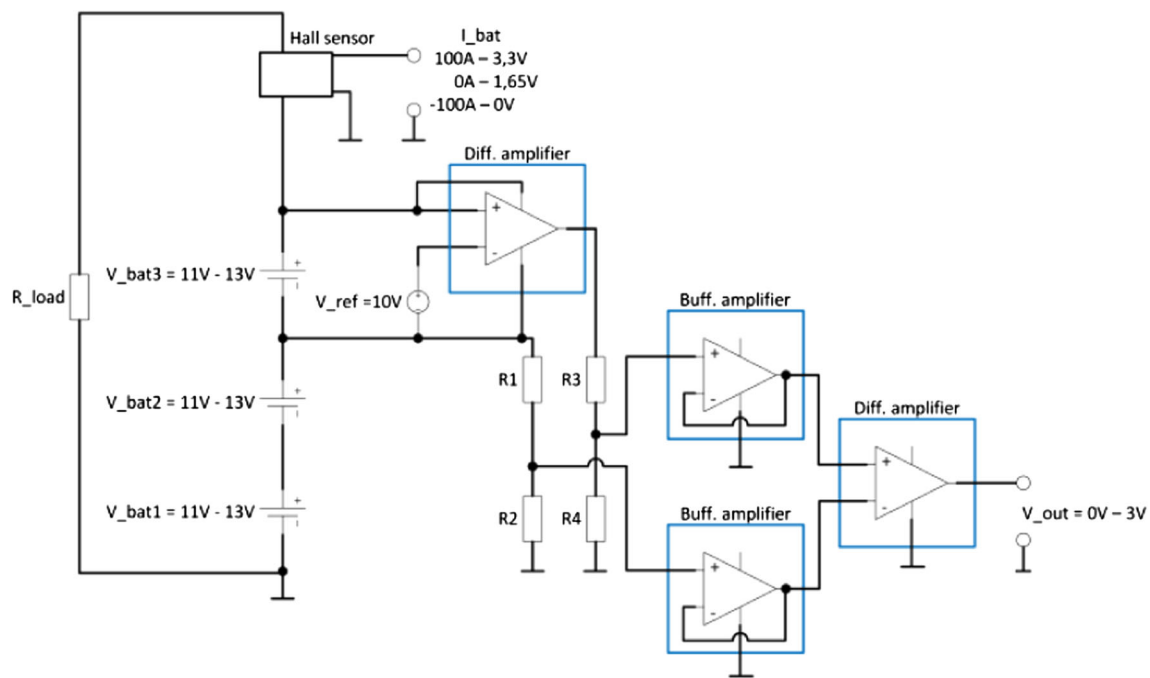 Hall sensor
I_bat
100A – 3,3V
0A – 1,65V
-100A – 0V
Diff. amplifier
+
-
V_bat3 = 11V - 13V
+
-
R_load
V_ref =10V
+
-
Buff. amplifier
R1
R3
+
-
V_bat2 = 11V - 13V
+
-
Diff. amplifier
+
-
V_bat1 = 11V - 13V
+
-
R2
R4
Buff. amplifier
V_out = 0V – 3V
+
-